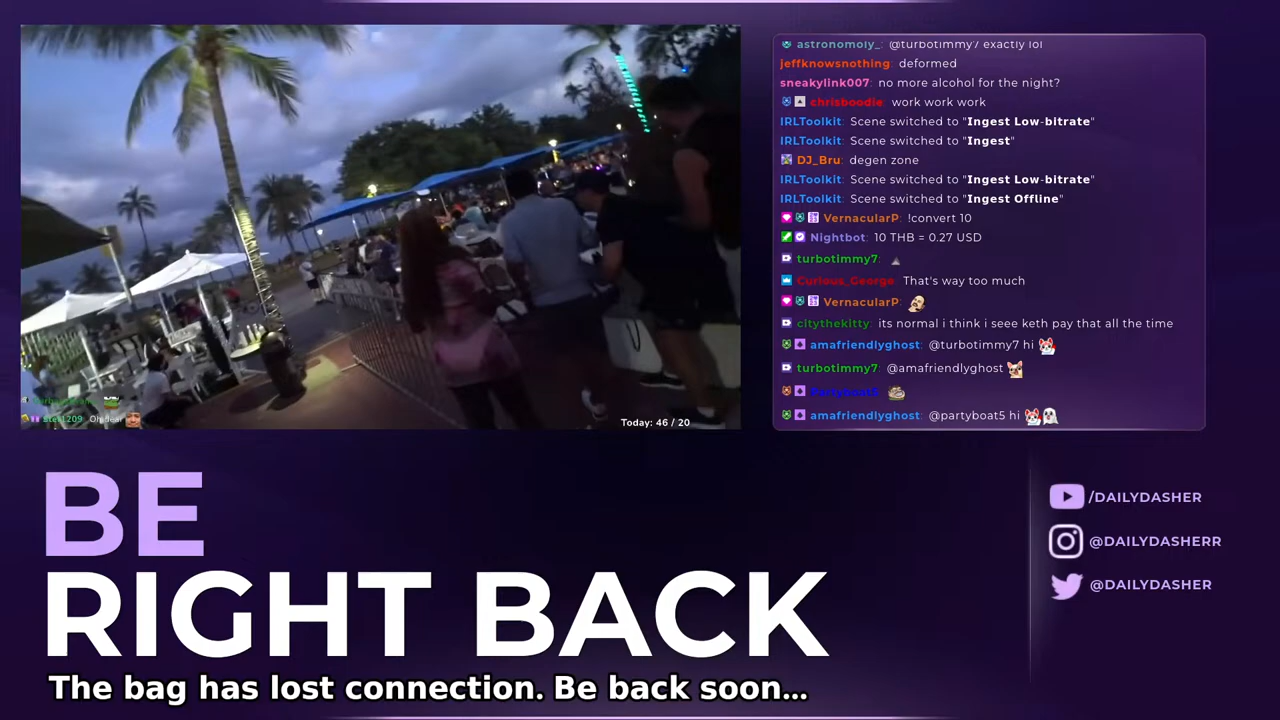 astronomoly_: @turbotimmy7 exactly lol
jeffknowsnothing: deformed
sneakylink007: no more alcohol for the night?
chrisboodie: work work work
IRLToolkit: Scene switched to "Ingest Low-bitrate"
IRLToolkit: Scene switched to "Ingest"
DJ_Bru: degen zone
IRLToolkit: Scene switched to "Ingest Low-bitrate"
IRLToolkit: Scene switched to "Ingest Offline"
VernacularP: !convert 10
Nightbot: 10 THB = 0.27 USD
turbotimmy7:
Curious_George: That's way too much
VernacularP:
citythekitty: its normal i think i seee keth pay that all the time
amafriendlyghost: @turbotimmy7 hi
turbotimmy7: @amafriendlyghost
Partyboat5:
amafriendlyghost: @partyboat5 hi
Stef1209: Oh dear
Today: 46 / 20
BE
RIGHT BACK
The bag has lost connection. Be back soon...
/DAILYDASHER
@DAILYDASHERR
@DAILYDASHER